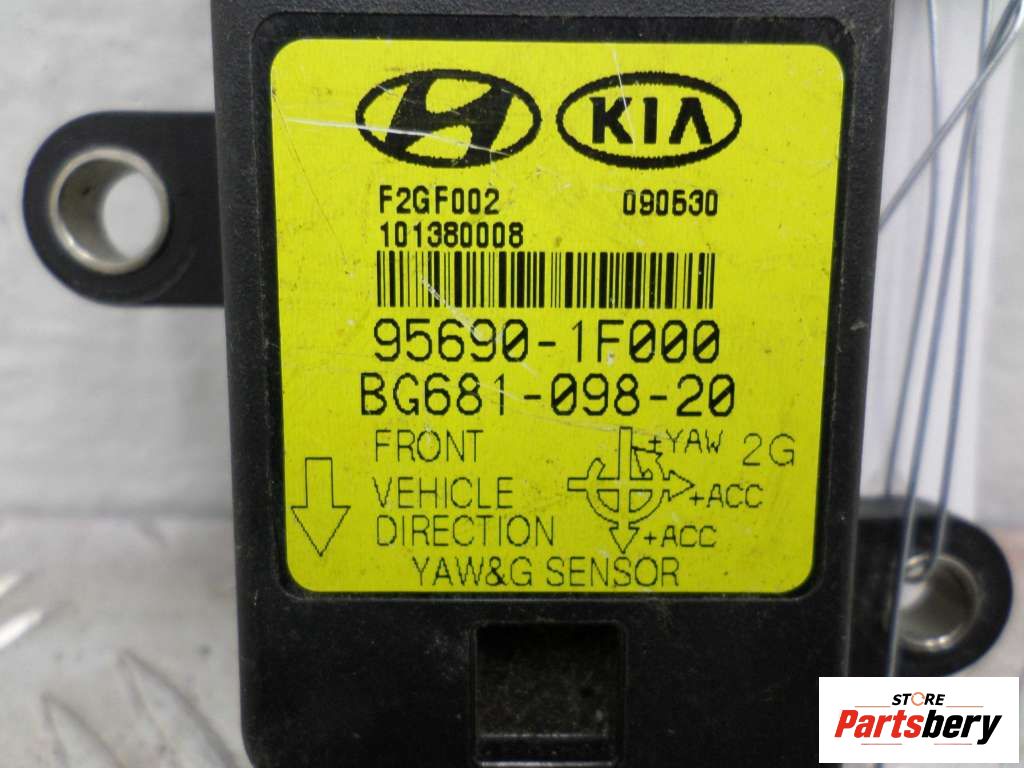 KIA
F2GF002 090530
101380008
95690-1F000
BG681-098-20
FRONT
VEHICLE
DIRECTION
+YAW 2G
+ACC
+ACC
YAW&G SENSOR
STORE
Partsbery